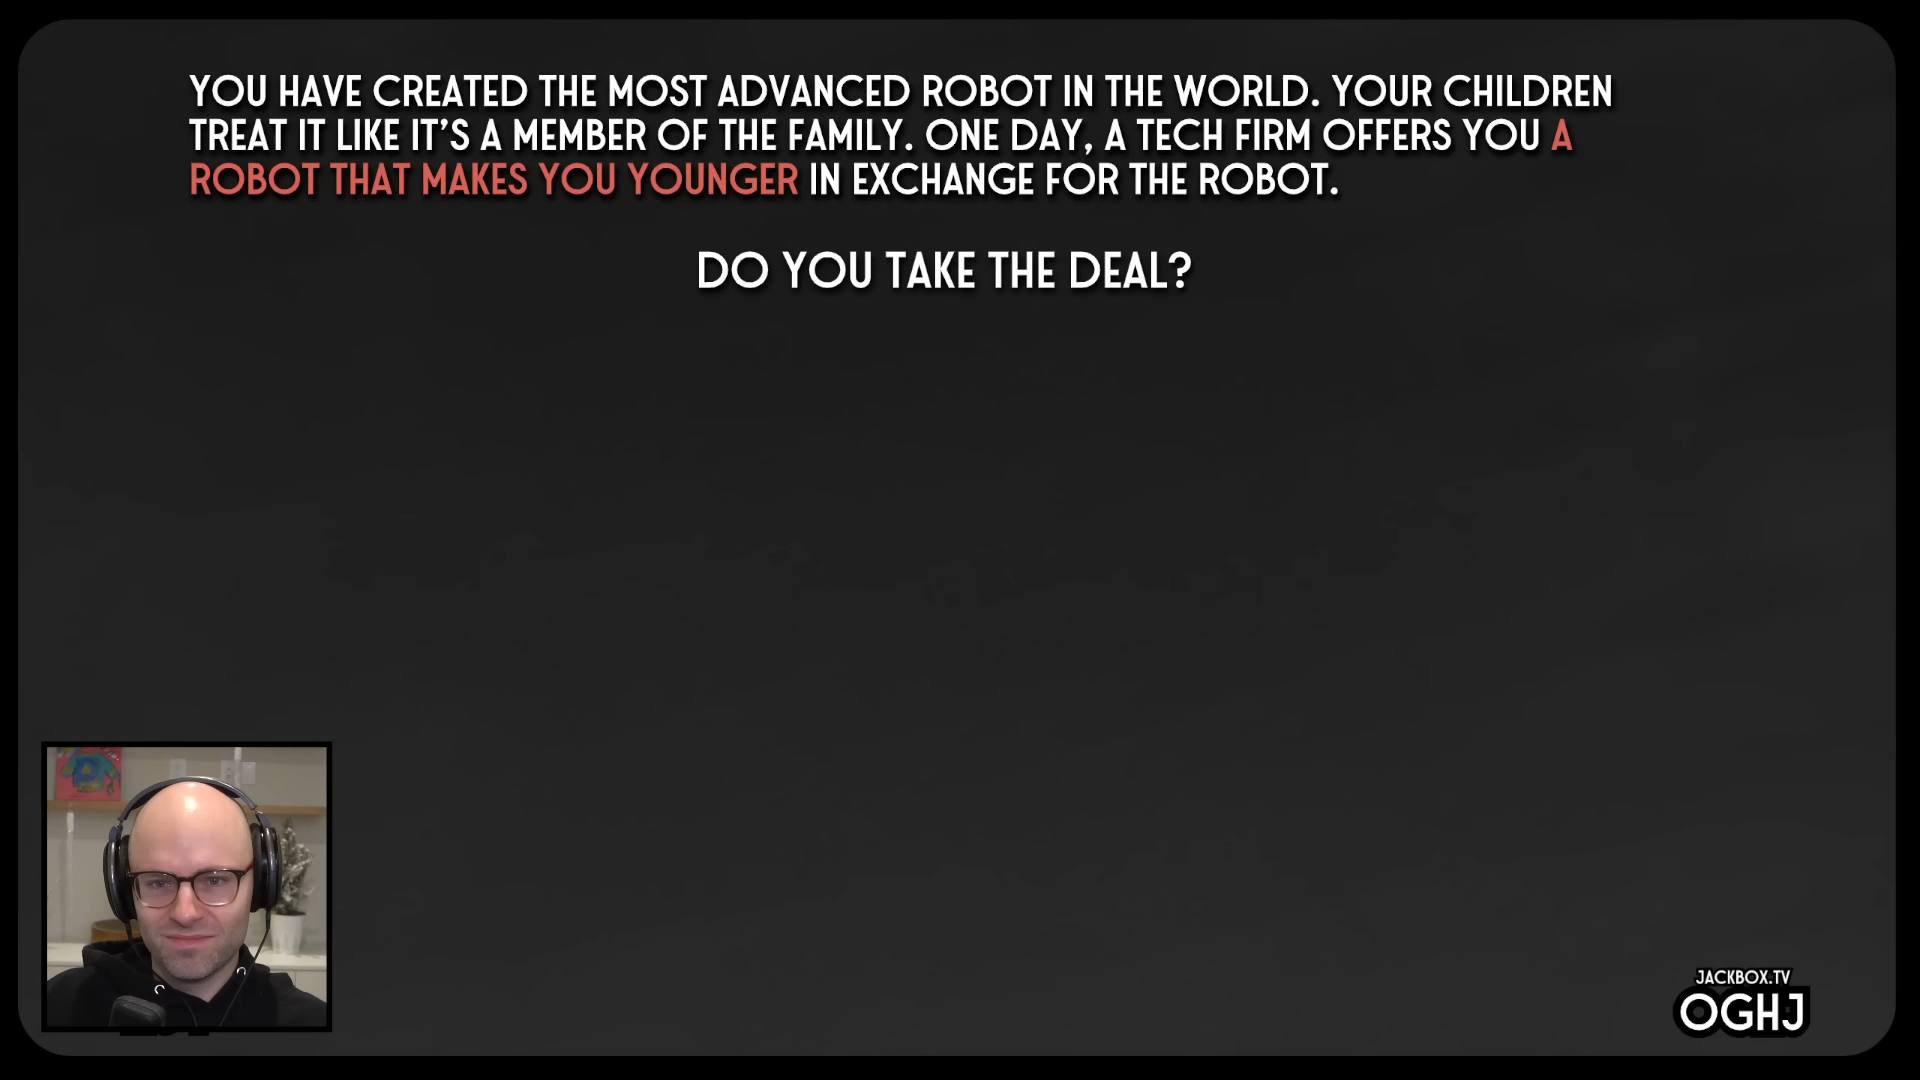 YOU HAVE CREATED THE MOST ADVANCED ROBOT IN THE WORLD. YOUR CHILDREN
TREAT IT LIKE IT'S A MEMBER OF THE FAMILY. ONE DAY, A TECH FIRM OFFERS YOU A
ROBOT THAT MAKES YOU YOUNGER IN EXCHANGE FOR THE ROBOT.
DO YOU TAKE THE DEAL?
JACKBOX.TV
OGHJ